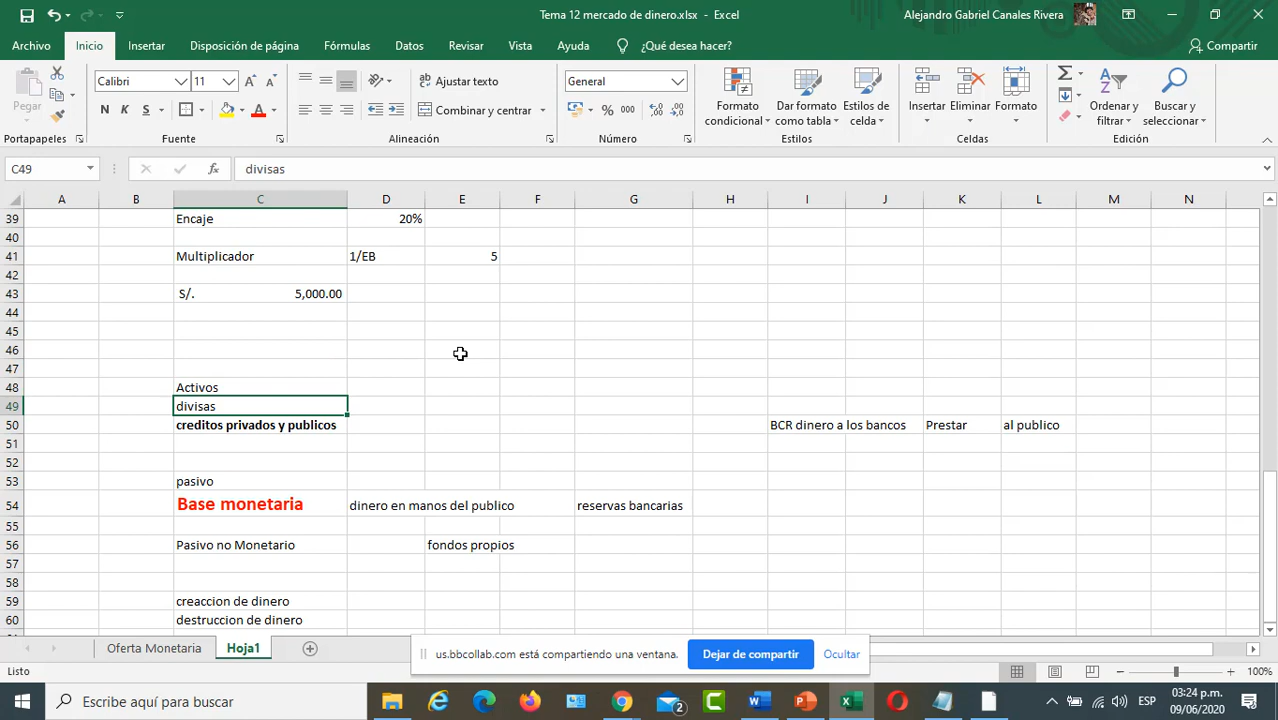 Tema 12 mercado de dinero.xlsx - Excel
Alejandro Gabriel Canales Rivera
Archivo Inicio Insertar Disposición de página Fórmulas Datos Revisar Vista Ayuda ¿Qué desea hacer? Compartir
Pegar
Calibri 11
N K S
A A
Ajustar texto
Combinar y centrar
General
% 000
Formato condicional
Dar formato como tabla
Estilos de celda
Insertar Eliminar Formato
Ordenar y filtrar
Buscar y seleccionar
Portapapeles Fuente Alineación Número Estilos Celdas Edición
C49 fx divisas
A B C D E F G H I J K L M N
39 Encaje 20%
40
41 Multiplicador 1/EB 5
42
43 S/. 5,000.00
44
45
46
47
48 Activos
49 divisas
50 creditos privados y publicos BCR dinero a los bancos Prestar al publico
51
52
53 pasivo
54 Base monetaria dinero en manos del publico reservas bancarias
55
56 Pasivo no Monetario fondos propios
57
58
59 creaccion de dinero
60 destruccion de dinero
Oferta Monetaria Hoja1
us.bbcollab.com está compartiendo una ventana. Dejar de compartir Ocultar
Listo 100%
Escribe aquí para buscar
2
ESP
03:24 p.m.
09/06/2020